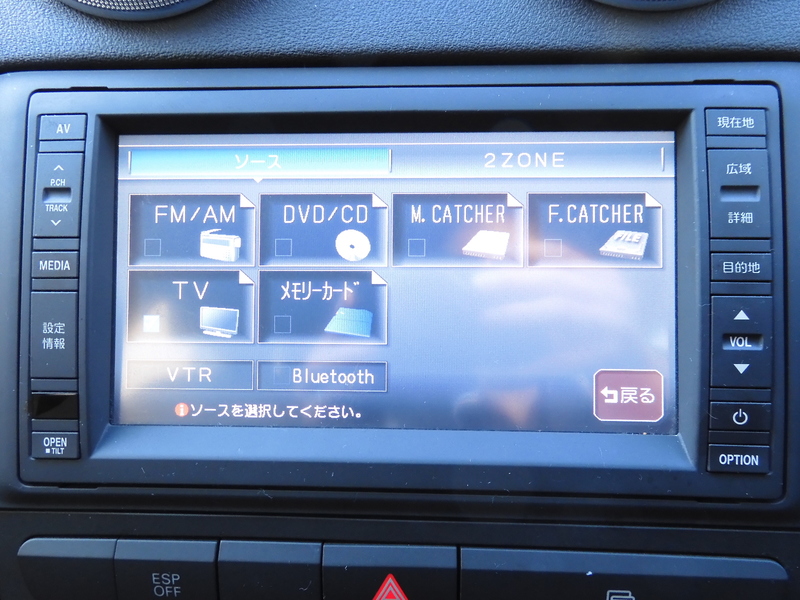 AV
現在地
ソース
2ZONE
P.CH
TRACK
広域
詳細
FM/AM
DVD/CD
M.CATCHER
F.CATCHER
FILE
MEDIA
目的地
TV
メモリーカード
設定
情報
VOL
VTR
Bluetooth
戻る
ソースを選択してください。
OPEN
TILT
OPTION
ESP
OFF